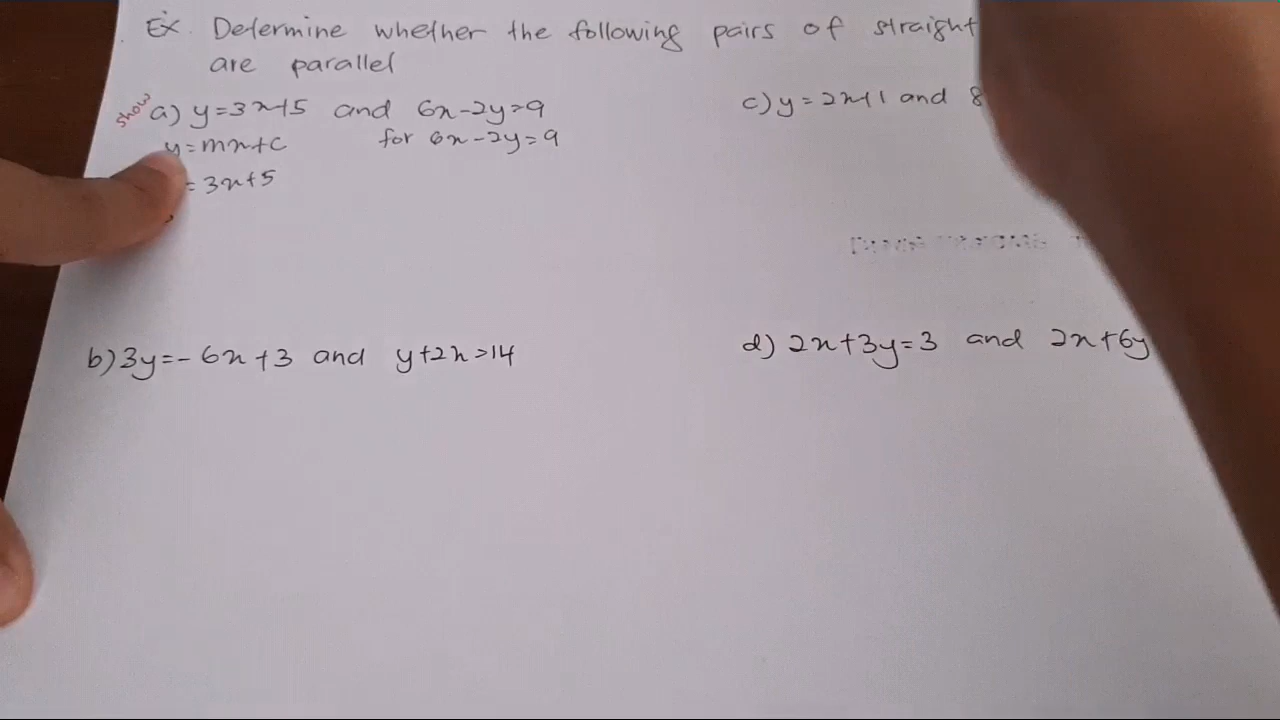 Ex. Determine whether the following pairs of straight
are parallel
show a) y=3x+5 and 6x-2y=9
y=mx+c for 6x-2y=9
=3x+5
c) y=2x+1 and 8
b) 3y=-6x+3 and y+2x=14
d) 2x+3y=3 and 2x+6y